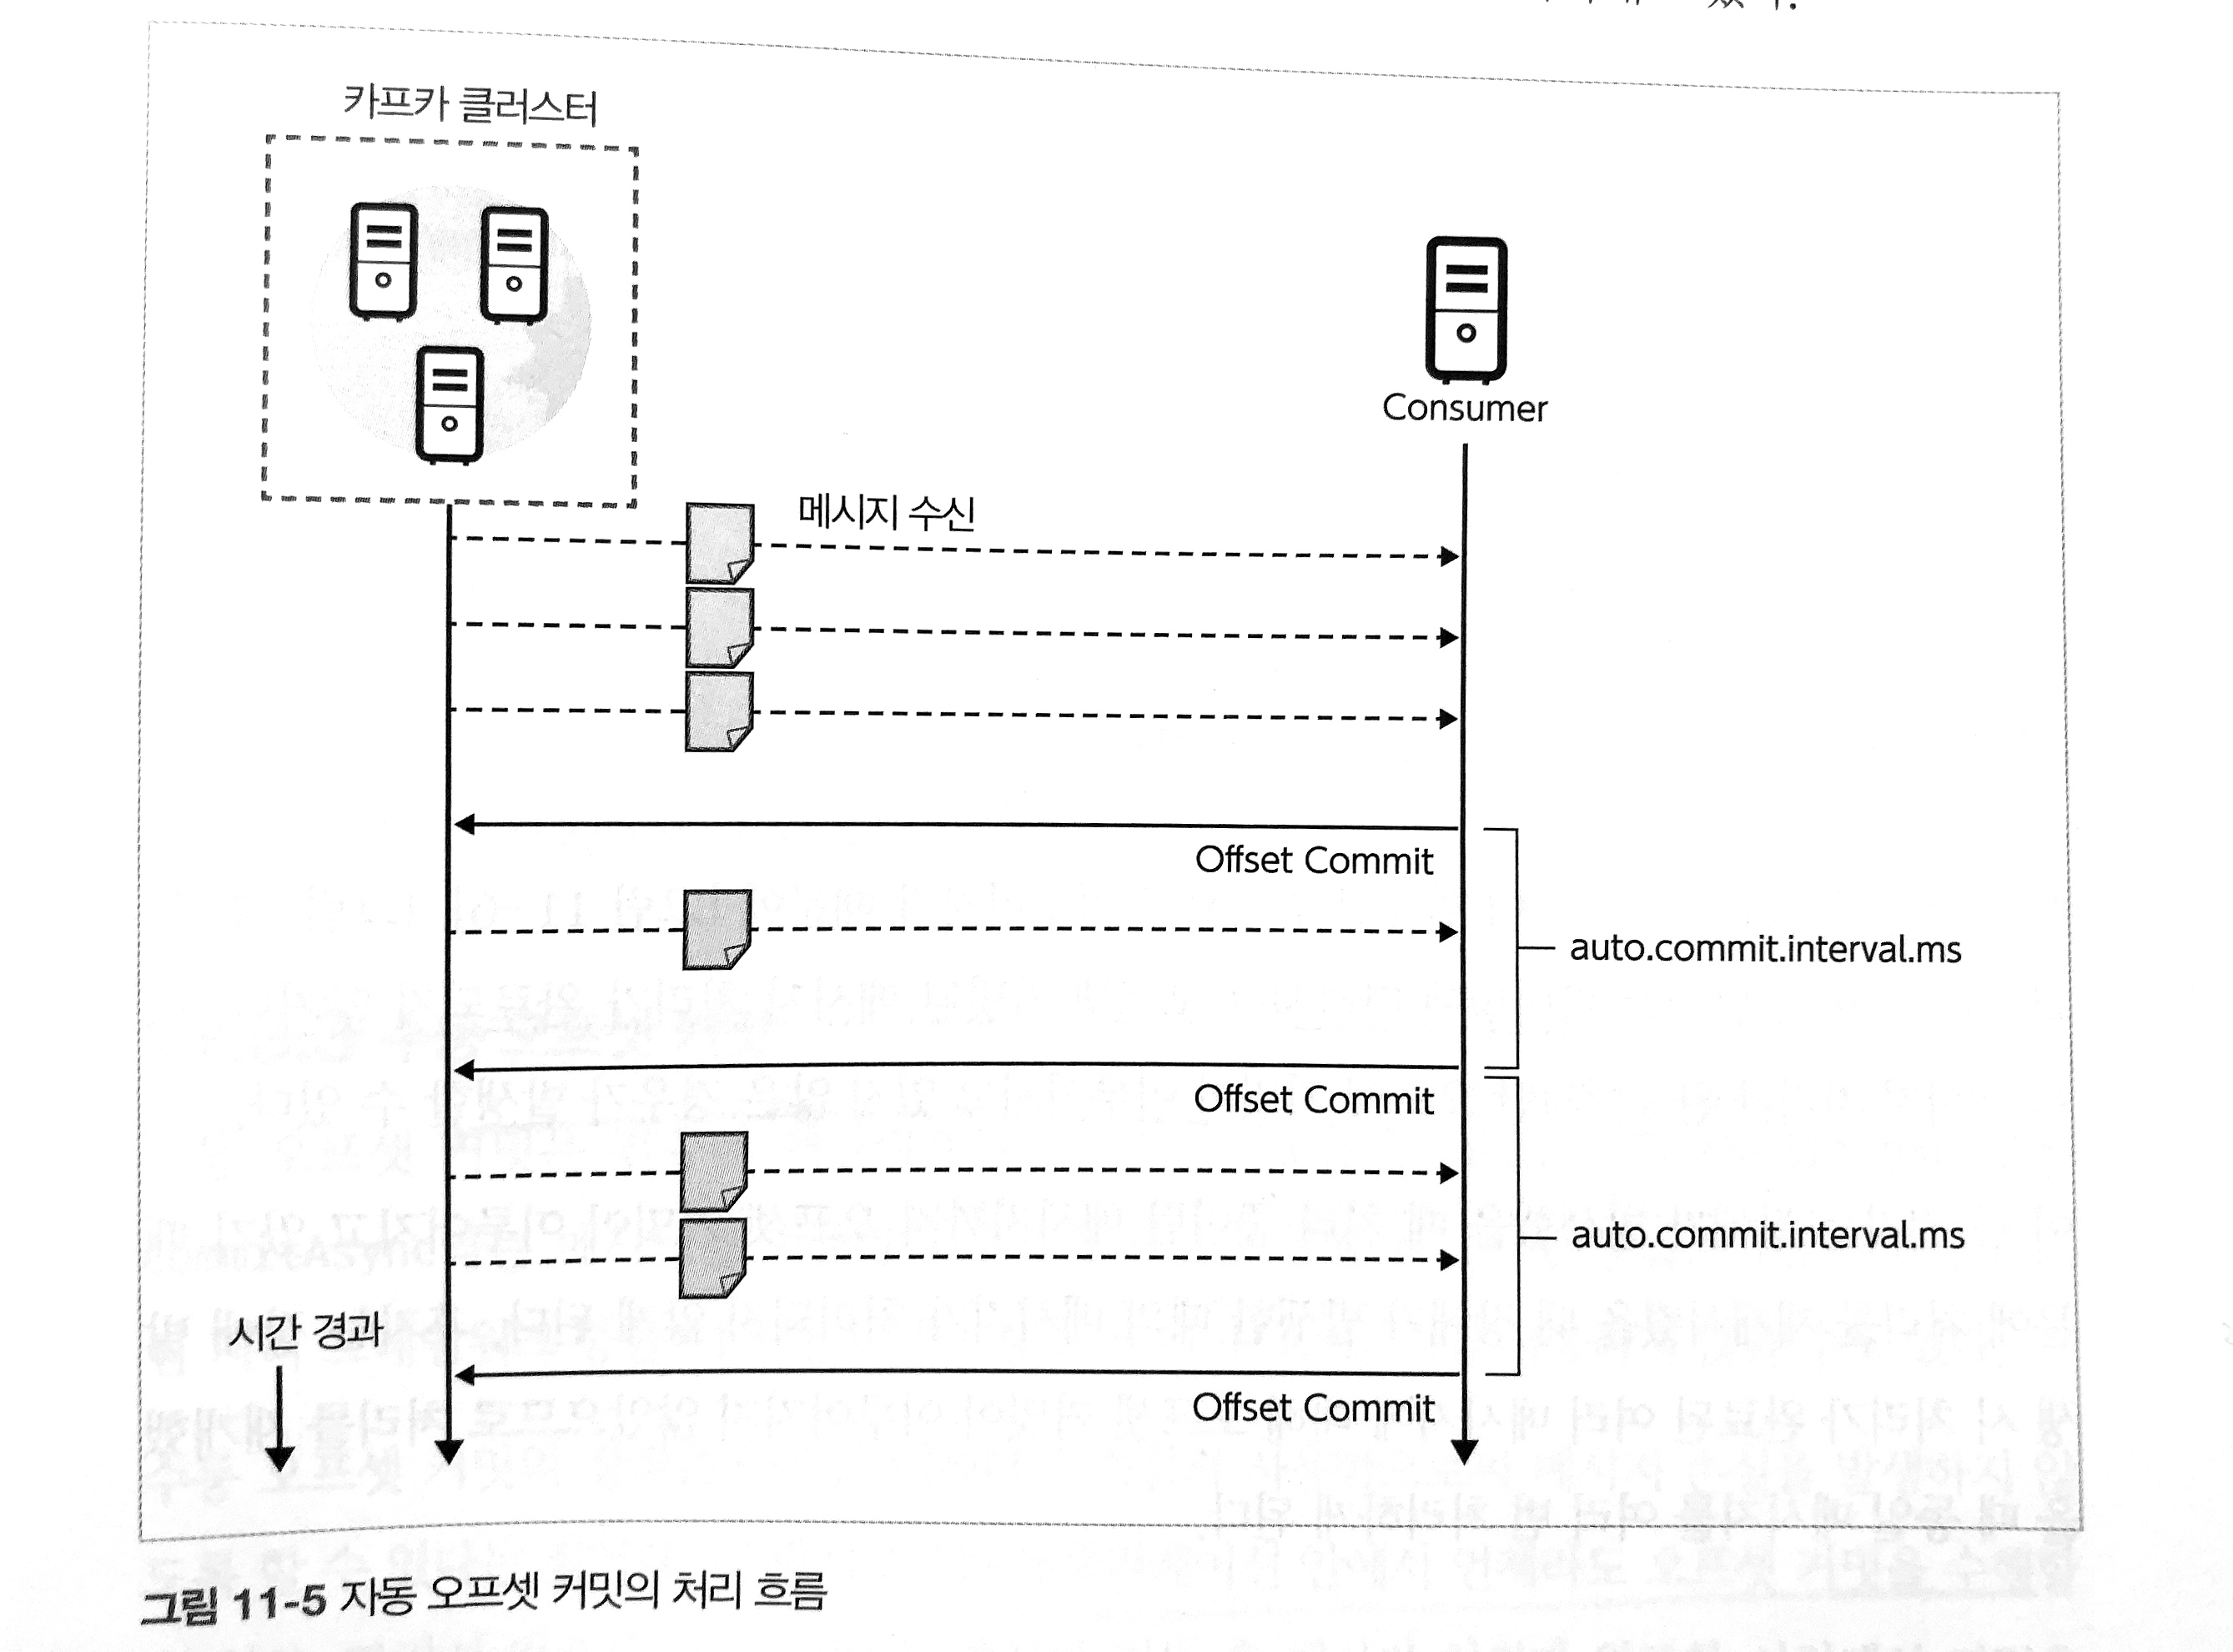 카프카 클러스터
Consumer
메시지 수신
Offset Commit
auto.commit.interval.ms
Offset Commit
auto.commit.interval.ms
시간 경과
Offset Commit
그림 11-5 자동 오프셋 커밋의 처리 흐름